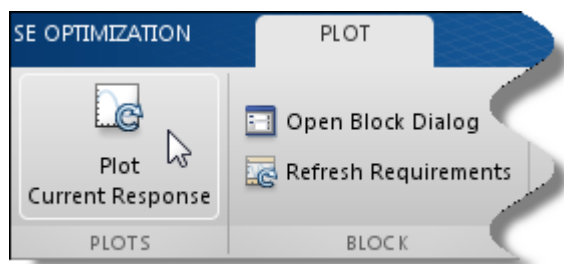 SE OPTIMIZATION
PLOT
Plot
Current Response
Open Block Dialog
Refresh Requirements
PLOTS
BLOCK